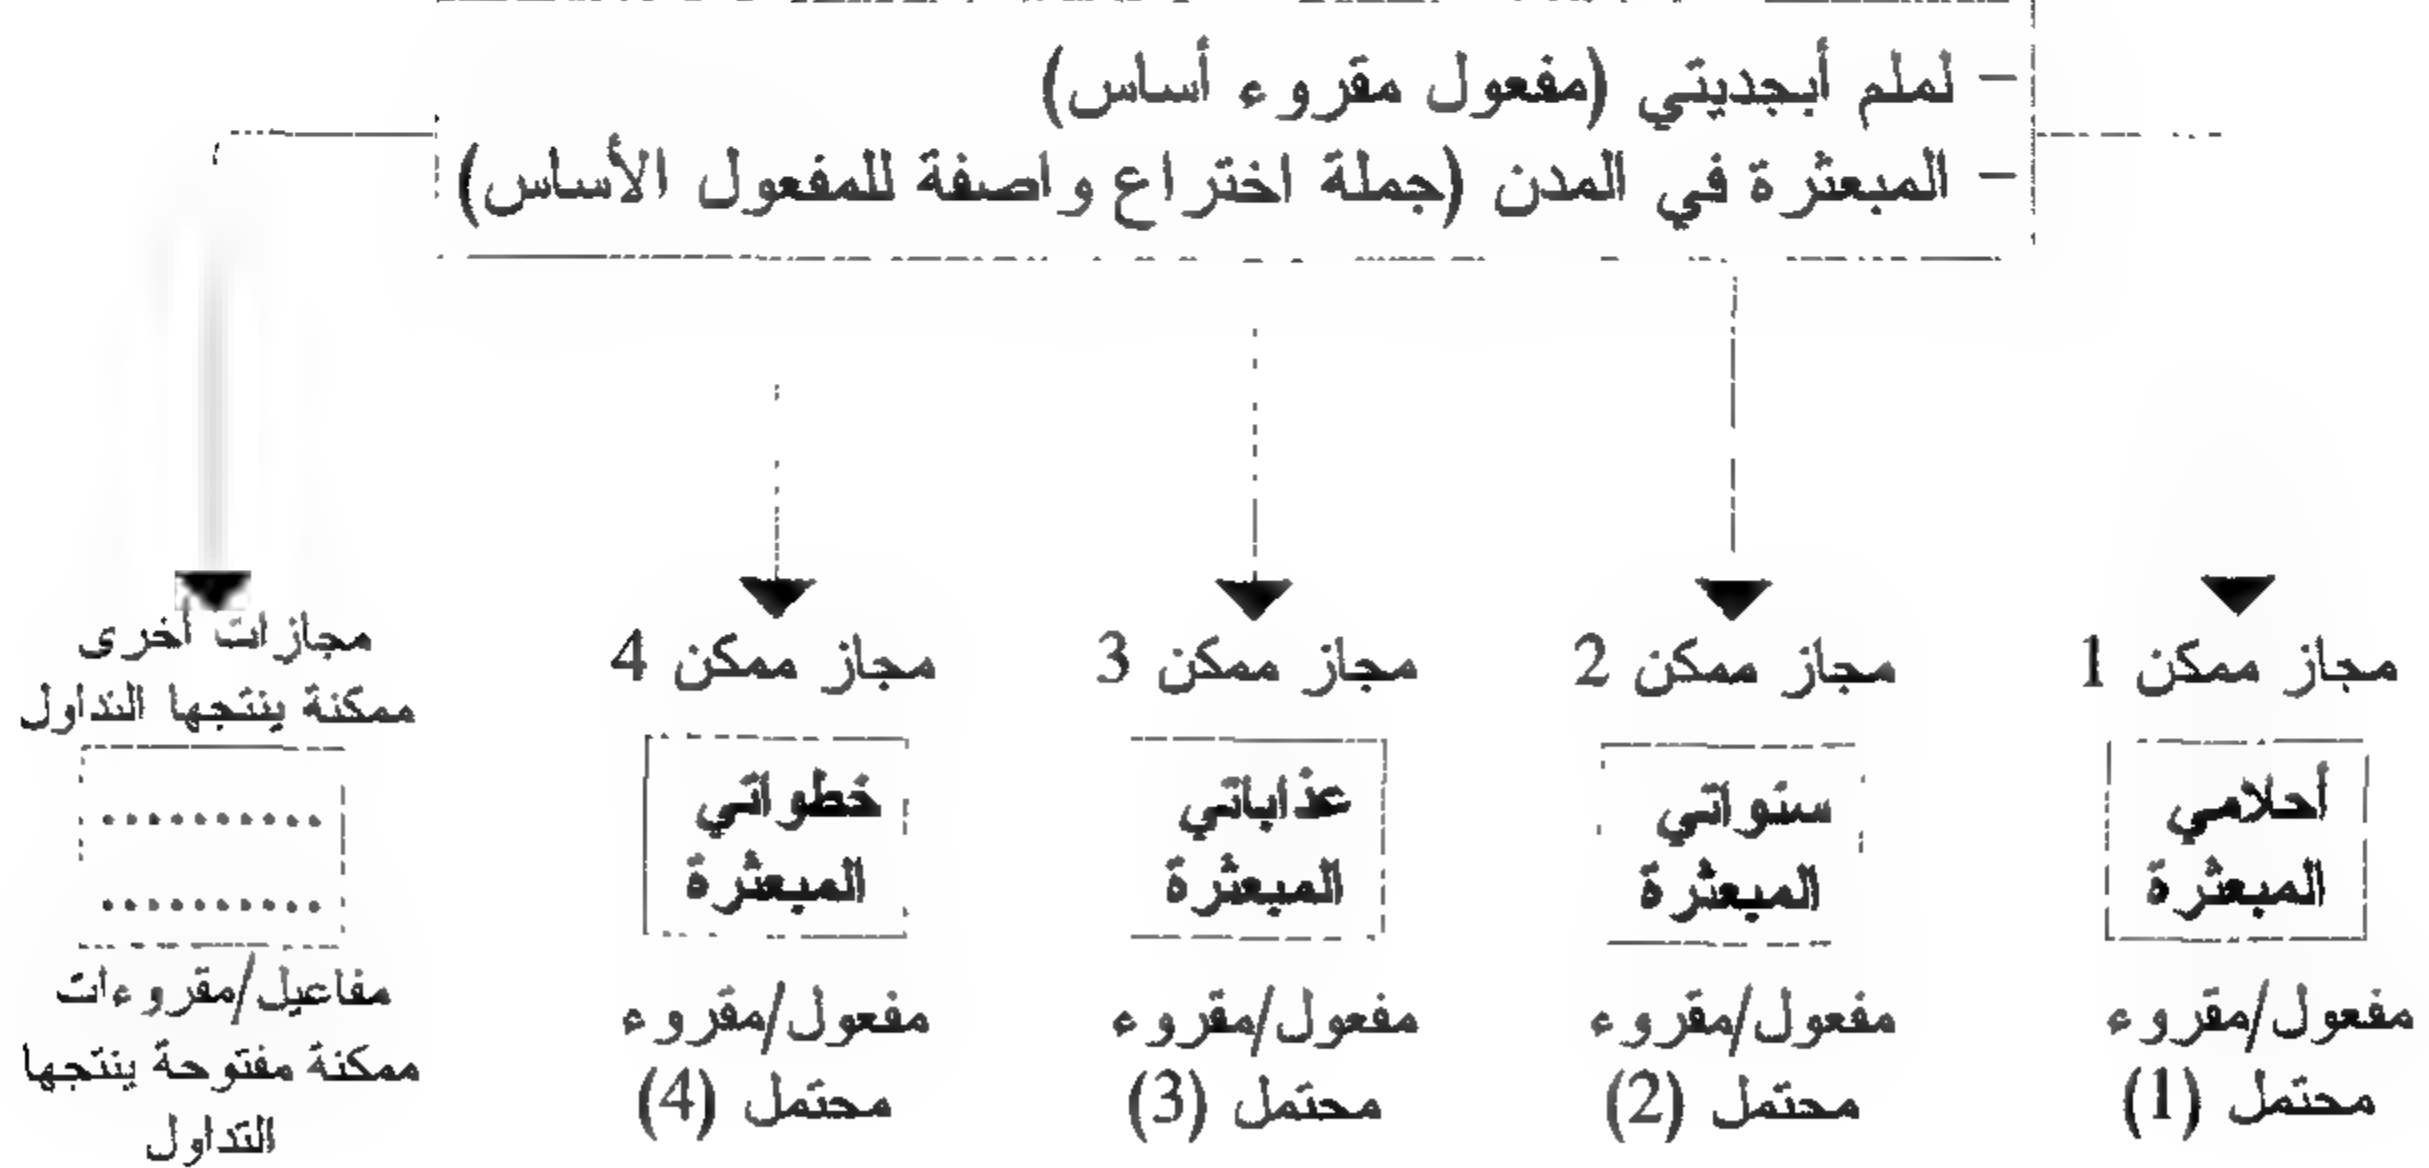 – لملم أبجديتي (مفعول مقروء أساس)
– المبعثرة في المدن (جملة اختراع واصفة للمفعول الأساس)
مجاز ممكن 1
أحلامي
المبعثرة
مفعول/مقروء
محتمل (1)
مجاز ممكن 2
سنواتي
المبعثرة
مفعول/مقروء
محتمل (2)
مجاز ممكن 3
عذاباتي
المبعثرة
مفعول/مقروء
محتمل (3)
مجاز ممكن 4
خطواتي
المبعثرة
مفعول/مقروء
محتمل (4)
مجازات أخرى
ممكنة ينتجها التداول
..........
..........
مفاعيل/مقروءات
ممكنة مفتوحة ينتجها
التداول